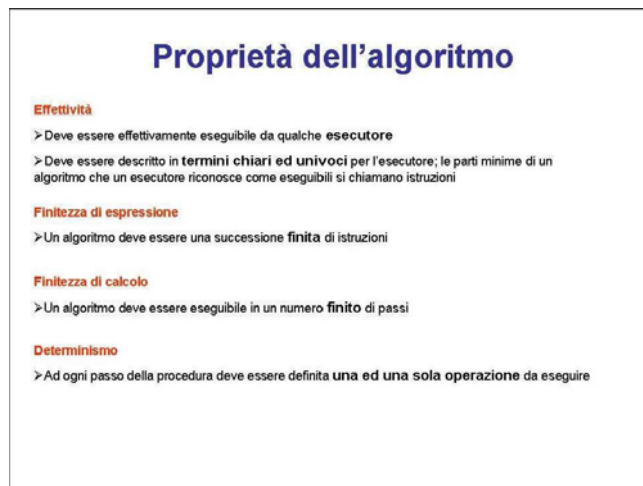 Proprietà dell'algoritmo
Effettività
➢Deve essere effettivamente eseguibile da qualche esecutore
➢Deve essere descritto in termini chiari ed univoci per l'esecutore; le parti minime di un
algoritmo che un esecutore riconosce come eseguibili si chiamano istruzioni
Finitezza di espressione
➢Un algoritmo deve essere una successione finita di istruzioni
Finitezza di calcolo
➢Un algoritmo deve essere eseguibile in un numero finito di passi
Determinismo
➢Ad ogni passo della procedura deve essere definita una ed una sola operazione da eseguire